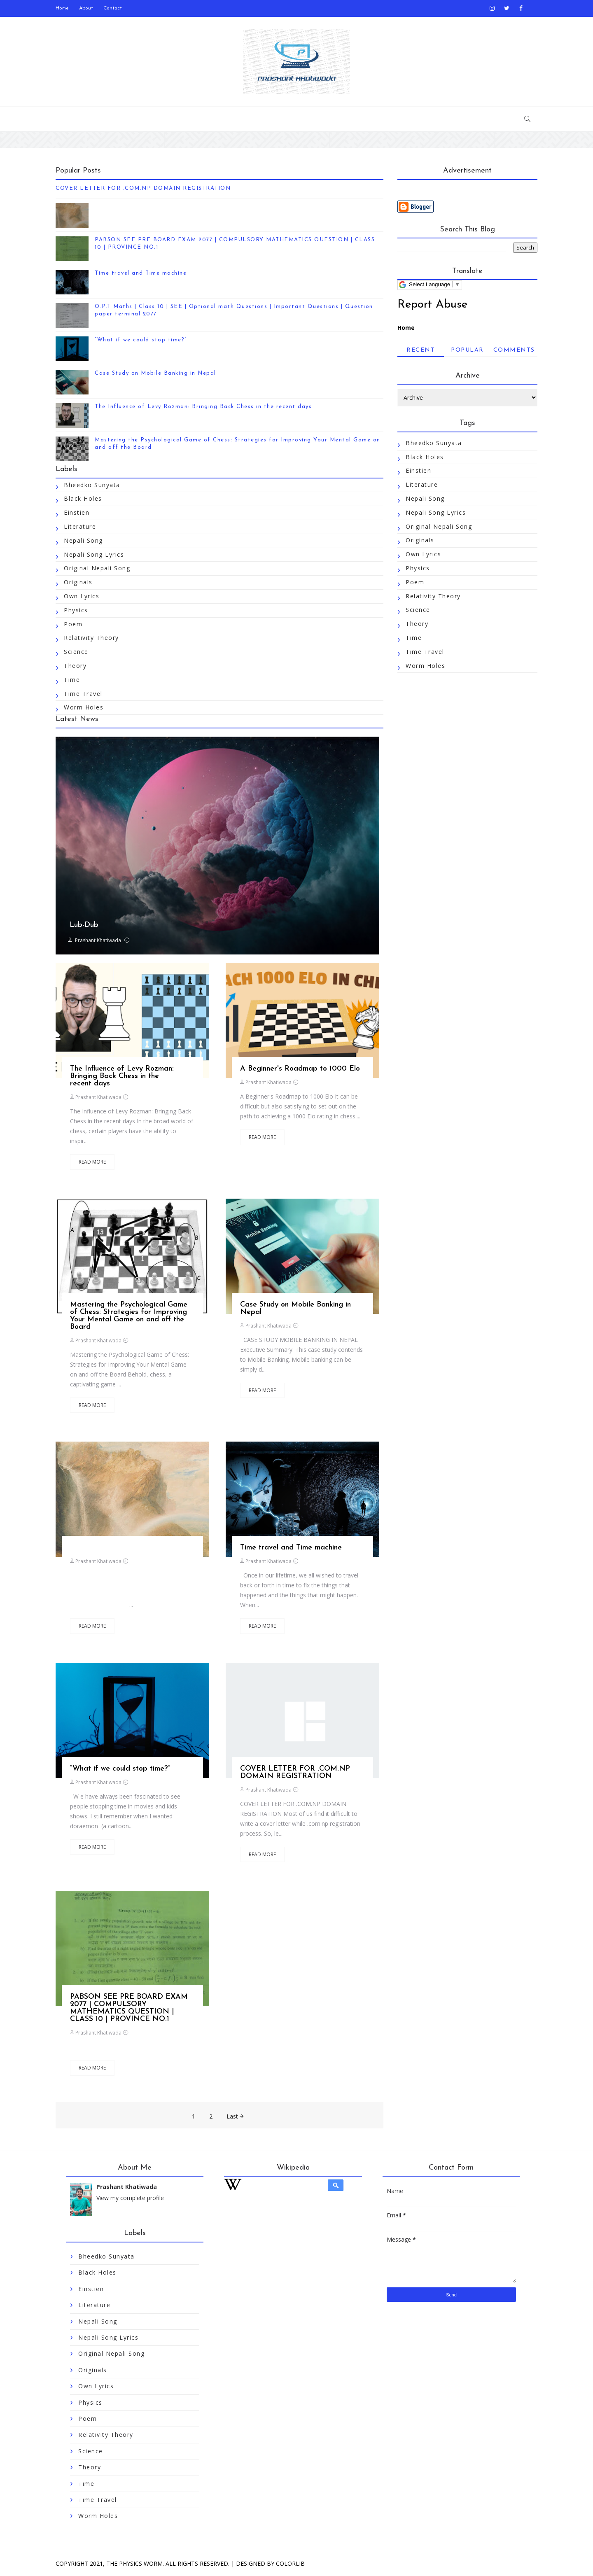 Home About Contact
PRASHANT KHATIWADA
Popular Posts
COVER LETTER FOR .COM.NP DOMAIN REGISTRATION
PABSON SEE PRE BOARD EXAM 2077 | COMPULSORY MATHEMATICS QUESTION | CLASS
10 | PROVINCE NO.1
Time travel and Time machine
O.P.T Maths | Class 10 | SEE | Optional math Questions | Important Questions | Question
paper terminal 2077
"What if we could stop time?"
Case Study on Mobile Banking in Nepal
The Influence of Levy Rozman: Bringing Back Chess in the recent days
Mastering the Psychological Game of Chess: Strategies for Improving Your Mental Game on
and off the Board
Labels
Bheedko Sunyata
Black Holes
Einstien
Literature
Nepali Song
Nepali Song Lyrics
Original Nepali Song
Originals
Own Lyrics
Physics
Poem
Relativity Theory
Science
Theory
Time
Time Travel
Worm Holes
Latest News
Lub-Dub
Prashant Khatiwada
The Influence of Levy Rozman:
Bringing Back Chess in the
recent days
Prashant Khatiwada
The Influence of Levy Rozman: Bringing
Back Chess in the recent days In the broad world of
chess, certain players have the ability to
inspir...
READ MORE
EACH 1000 ELO IN CHE
A Beginner's Roadmap to 1000 Elo
Prashant Khatiwada
A Beginner's Roadmap to 1000 Elo It can be
difficult but also satisfying to set out on the
path to achieving a 1000 Elo rating in chess....
READ MORE
A
B
C
Mastering the Psychological Game
of Chess: Strategies for Improving
Your Mental Game on and off the
Board
Prashant Khatiwada
Mastering the Psychological Game of Chess:
Strategies for Improving Your Mental Game
on and off the Board Behold, chess, a
captivating game ...
READ MORE
Mobile Banking
Case Study on Mobile Banking in
Nepal
Prashant Khatiwada
CASE STUDY MOBILE BANKING IN NEPAL
Executive Summary: This case study contends
to Mobile Banking. Mobile banking can be
simply d...
READ MORE
Prashant Khatiwada
...
READ MORE
Time travel and Time machine
Prashant Khatiwada
Once in our lifetime, we all wished to travel
back or forth in time to fix the things that
happened and the things that might happen.
When...
READ MORE
"What if we could stop time?"
Prashant Khatiwada
W e have always been fascinated to see
people stopping time in movies and kids
shows. I still remember when I wanted
doraemon (a cartoon...
READ MORE
COVER LETTER FOR .COM.NP
DOMAIN REGISTRATION
Prashant Khatiwada
COVER LETTER FOR .COM.NP DOMAIN
REGISTRATION Most of us find it difficult to
write a cover letter while .com.np registration
process. So, le...
READ MORE
PABSON SEE PRE BOARD EXAM
2077 | COMPULSORY
MATHEMATICS QUESTION |
CLASS 10 | PROVINCE NO.1
Prashant Khatiwada
READ MORE
1 2 Last
Advertisement
Blogger
Search This Blog
Search
Translate
Select Language ▼
Report Abuse
Home
RECENT POPULAR COMMENTS
Archive
Archive
Tags
Bheedko Sunyata
Black Holes
Einstien
Literature
Nepali Song
Nepali Song Lyrics
Original Nepali Song
Originals
Own Lyrics
Physics
Poem
Relativity Theory
Science
Theory
Time
Time Travel
Worm Holes
About Me
Prashant Khatiwada
View my complete profile
Labels
Bheedko Sunyata
Black Holes
Einstien
Literature
Nepali Song
Nepali Song Lyrics
Original Nepali Song
Originals
Own Lyrics
Physics
Poem
Relativity Theory
Science
Theory
Time
Time Travel
Worm Holes
Wikipedia
W
Contact Form
Name
Email *
Message *
Send
COPYRIGHT 2021, THE PHYSICS WORM. ALL RIGHTS RESERVED. | DESIGNED BY COLORLIB